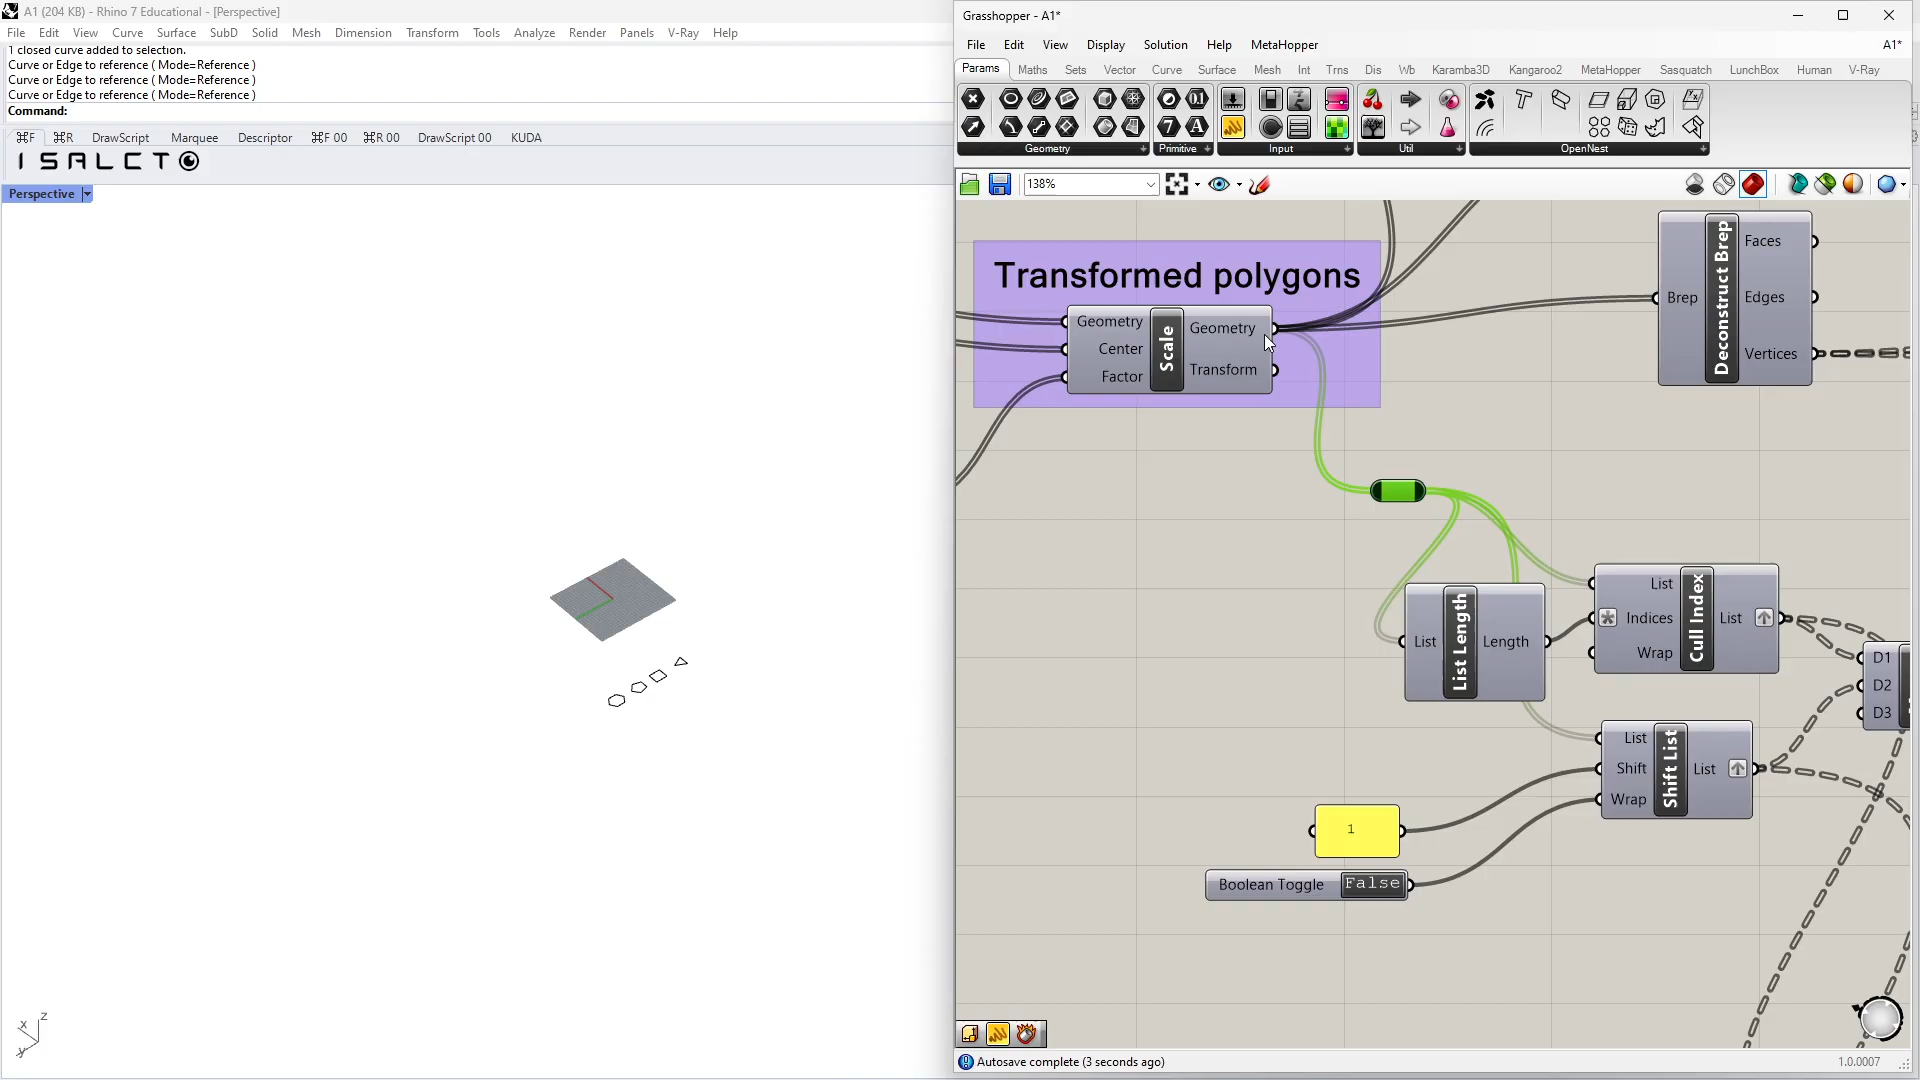 A1 (204 KB) - Rhino 7 Educational - [Perspective]
File Edit View Curve Surface SubD Solid Mesh Dimension Transform Tools Analyze Render Panels V-Ray Help
1 closed curve added to selection.
Curve or Edge to reference ( Mode=Reference )
Curve or Edge to reference ( Mode=Reference )
Curve or Edge to reference ( Mode=Reference )
Command:
⌘F ⌘R DrawScript Marquee Descriptor ⌘F 00 ⌘R 00 DrawScript 00 KUDA
Perspective
z
x
y
Grasshopper - A1*
File Edit View Display Solution Help MetaHopper A1*
Params Maths Sets Vector Curve Surface Mesh Int Trns Dis Wb Karamba3D Kangaroo2 MetaHopper Sasquatch LunchBox Human V-Ray
Geometry Primitive Input Util OpenNest
138%
Transformed polygons
Geometry
Center
Factor
Scale
Geometry
Transform
Brep
Deconstruct Brep
Faces
Edges
Vertices
List
List Length
Length
List
Indices
Wrap
Cull Index
List
D1
D2
D3
List
Shift
Wrap
Shift List
List
1
Boolean Toggle False
Autosave complete (3 seconds ago)
1.0.0007